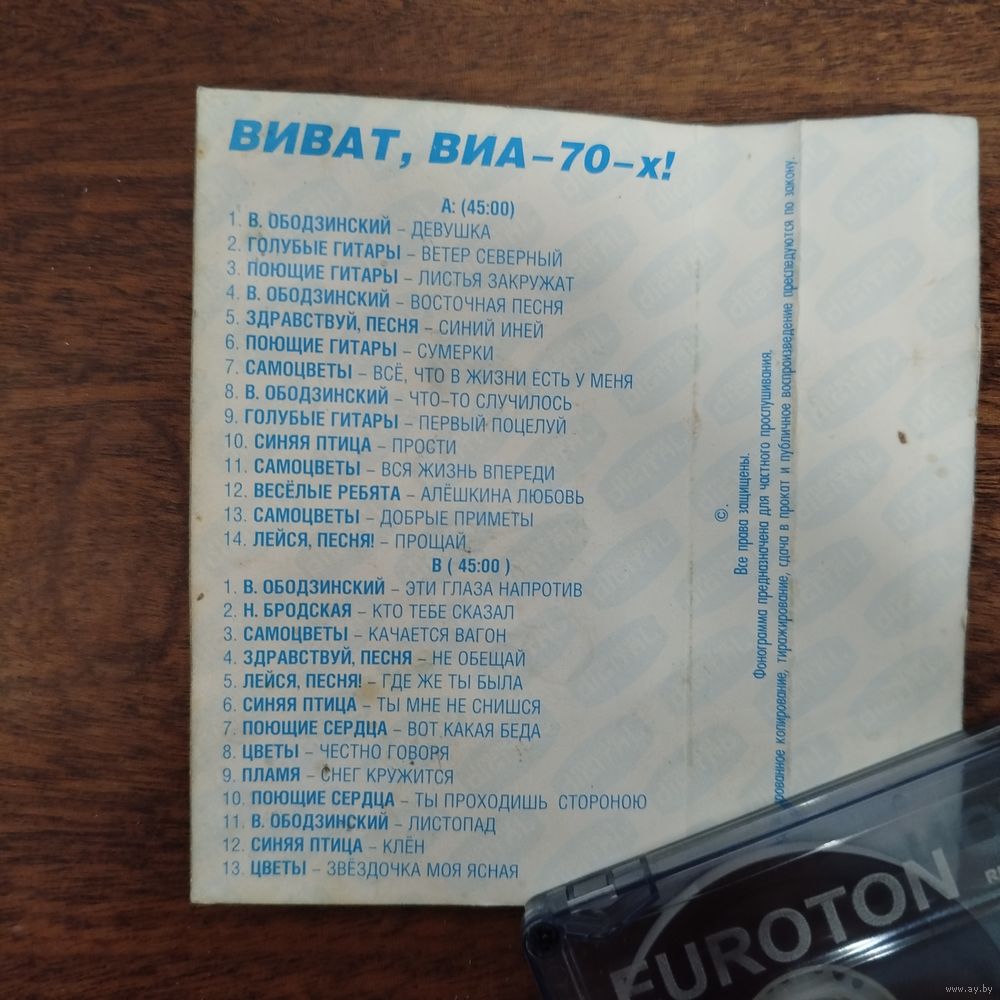 ВИВАТ, ВИА-70-х!
А: (45:00)
1. В. ОБОДЗИНСКИЙ – ДЕВУШКА
2. ГОЛУБЫЕ ГИТАРЫ – ВЕТЕР СЕВЕРНЫЙ
3. ПОЮЩИЕ ГИТАРЫ – ЛИСТЬЯ ЗАКРУЖАТ
4. В. ОБОДЗИНСКИЙ – ВОСТОЧНАЯ ПЕСНЯ
5. ЗДРАВСТВУЙ, ПЕСНЯ – СИНИЙ ИНЕЙ
6. ПОЮЩИЕ ГИТАРЫ – СУМЕРКИ
7. САМОЦВЕТЫ – ВСЁ, ЧТО В ЖИЗНИ ЕСТЬ У МЕНЯ
8. В. ОБОДЗИНСКИЙ – ЧТО-ТО СЛУЧИЛОСЬ
9. ГОЛУБЫЕ ГИТАРЫ – ПЕРВЫЙ ПОЦЕЛУЙ
10. СИНЯЯ ПТИЦА – ПРОСТИ
11. САМОЦВЕТЫ – ВСЯ ЖИЗНЬ ВПЕРЕДИ
12. ВЕСЁЛЫЕ РЕБЯТА – АЛЁШКИНА ЛЮБОВЬ
13. САМОЦВЕТЫ – ДОБРЫЕ ПРИМЕТЫ
14. ЛЕЙСЯ, ПЕСНЯ! – ПРОЩАЙ
В ( 45:00 )
1. В. ОБОДЗИНСКИЙ – ЭТИ ГЛАЗА НАПРОТИВ
2. Н. БРОДСКАЯ – КТО ТЕБЕ СКАЗАЛ
3. САМОЦВЕТЫ – КАЧАЕТСЯ ВАГОН
4. ЗДРАВСТВУЙ, ПЕСНЯ – НЕ ОБЕЩАЙ
5. ЛЕЙСЯ, ПЕСНЯ! – ГДЕ ЖЕ ТЫ БЫЛА
6. СИНЯЯ ПТИЦА – ТЫ МНЕ НЕ СНИШСЯ
7. ПОЮЩИЕ СЕРДЦА – ВОТ КАКАЯ БЕДА
8. ЦВЕТЫ – ЧЕСТНО ГОВОРЯ
9. ПЛАМЯ – СНЕГ КРУЖИТСЯ
10. ПОЮЩИЕ СЕРДЦА – ТЫ ПРОХОДИШЬ СТОРОНОЮ
11. В. ОБОДЗИНСКИЙ – ЛИСТОПАД
12. СИНЯЯ ПТИЦА – КЛЁН
13. ЦВЕТЫ – ЗВЁЗДОЧКА МОЯ ЯСНАЯ
©.
Все права защищены.
Фонограмма предназначена для частного прослушивания,
копирование, тиражирование, сдача в прокат и публичное воспроизведение преследуются по закону.
EUROTON
www.ay.by